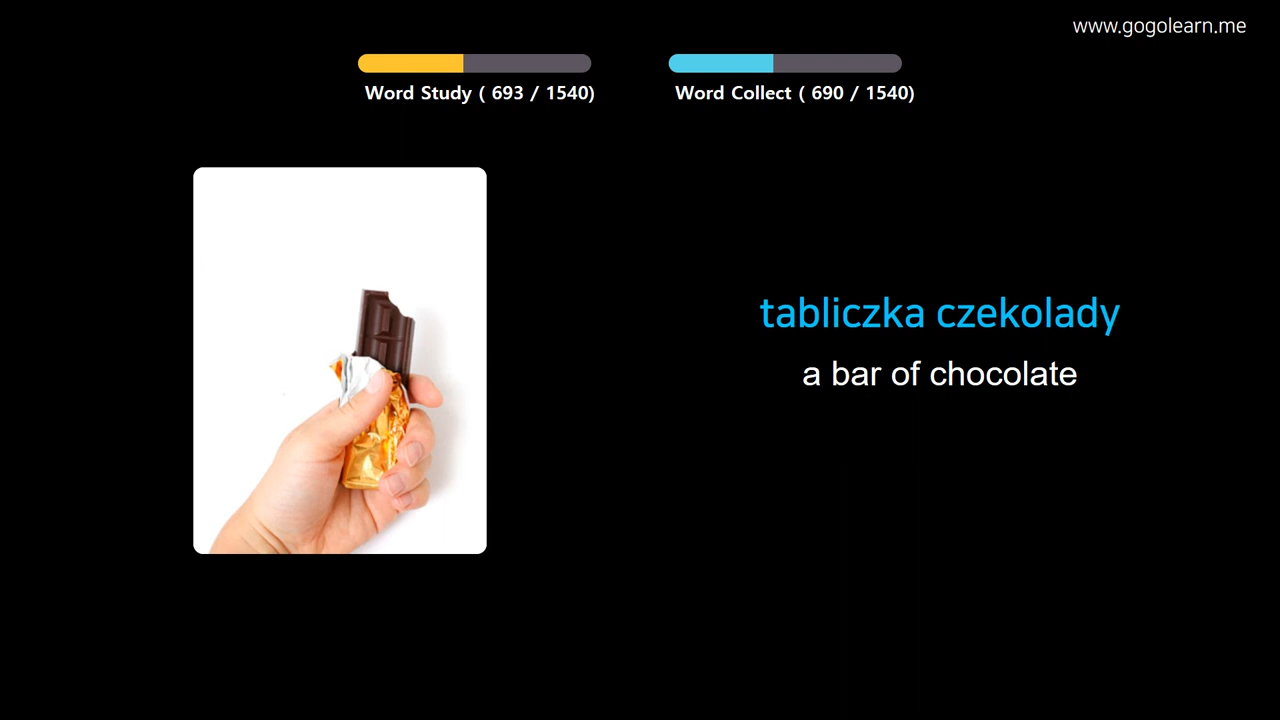 www.gogolearn.me
Word Study ( 693 / 1540)
Word Collect ( 690 / 1540)
tabliczka czekolady
a bar of chocolate